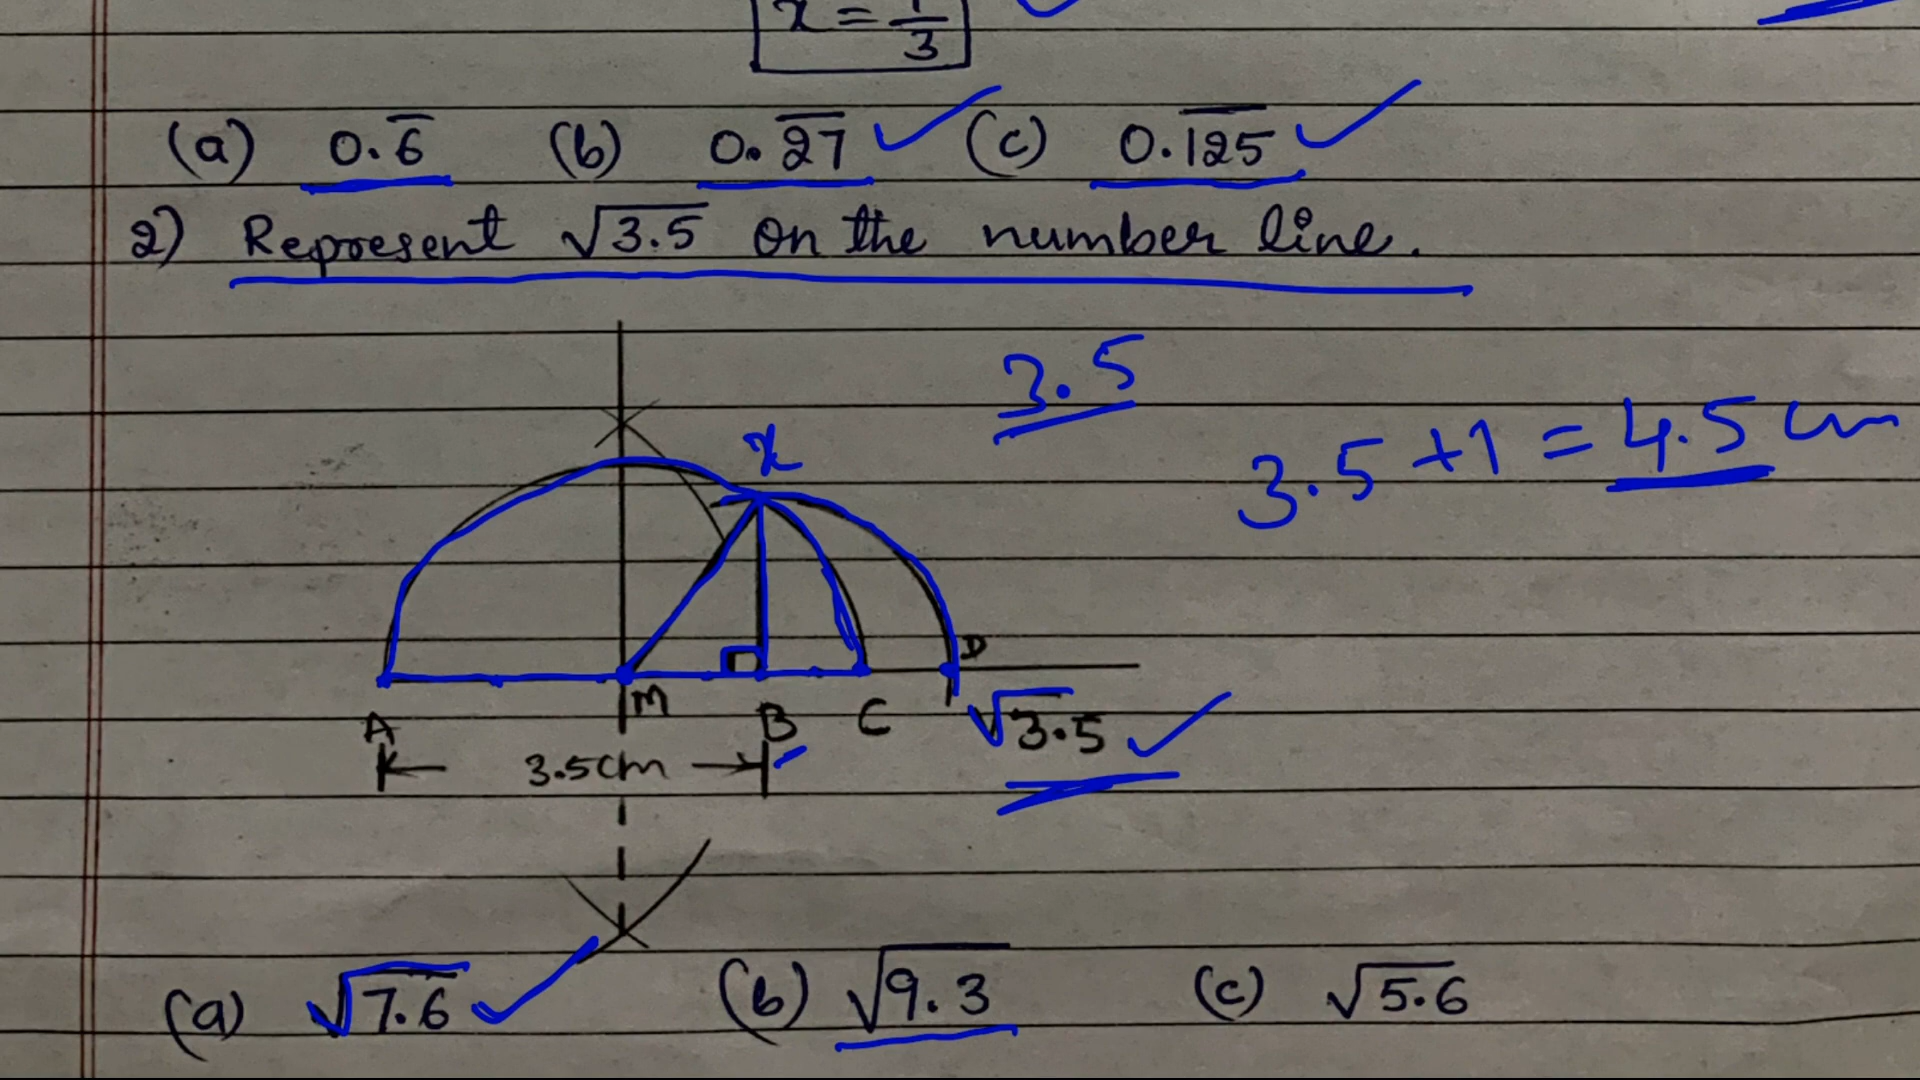 x = 1/3
(a) 0.6̅ (b) 0.2̅7̅ (c) 0.1̅2̅5̅
2) Represent √3.5 on the number line.
3.5
3.5 + 1 = 4.5 cm
x
D
M
A B C √3.5
3.5cm
(a) √7.6 (b) √9.3 (c) √5.6